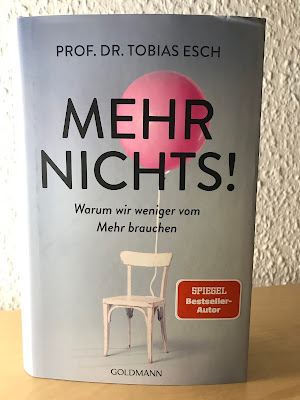 PROF. DR. TOBIAS ESCH
MEHR
NICHTS!
Warum wir weniger vom
Mehr brauchen
SPIEGEL
Bestseller-
Autor
GOLDMANN